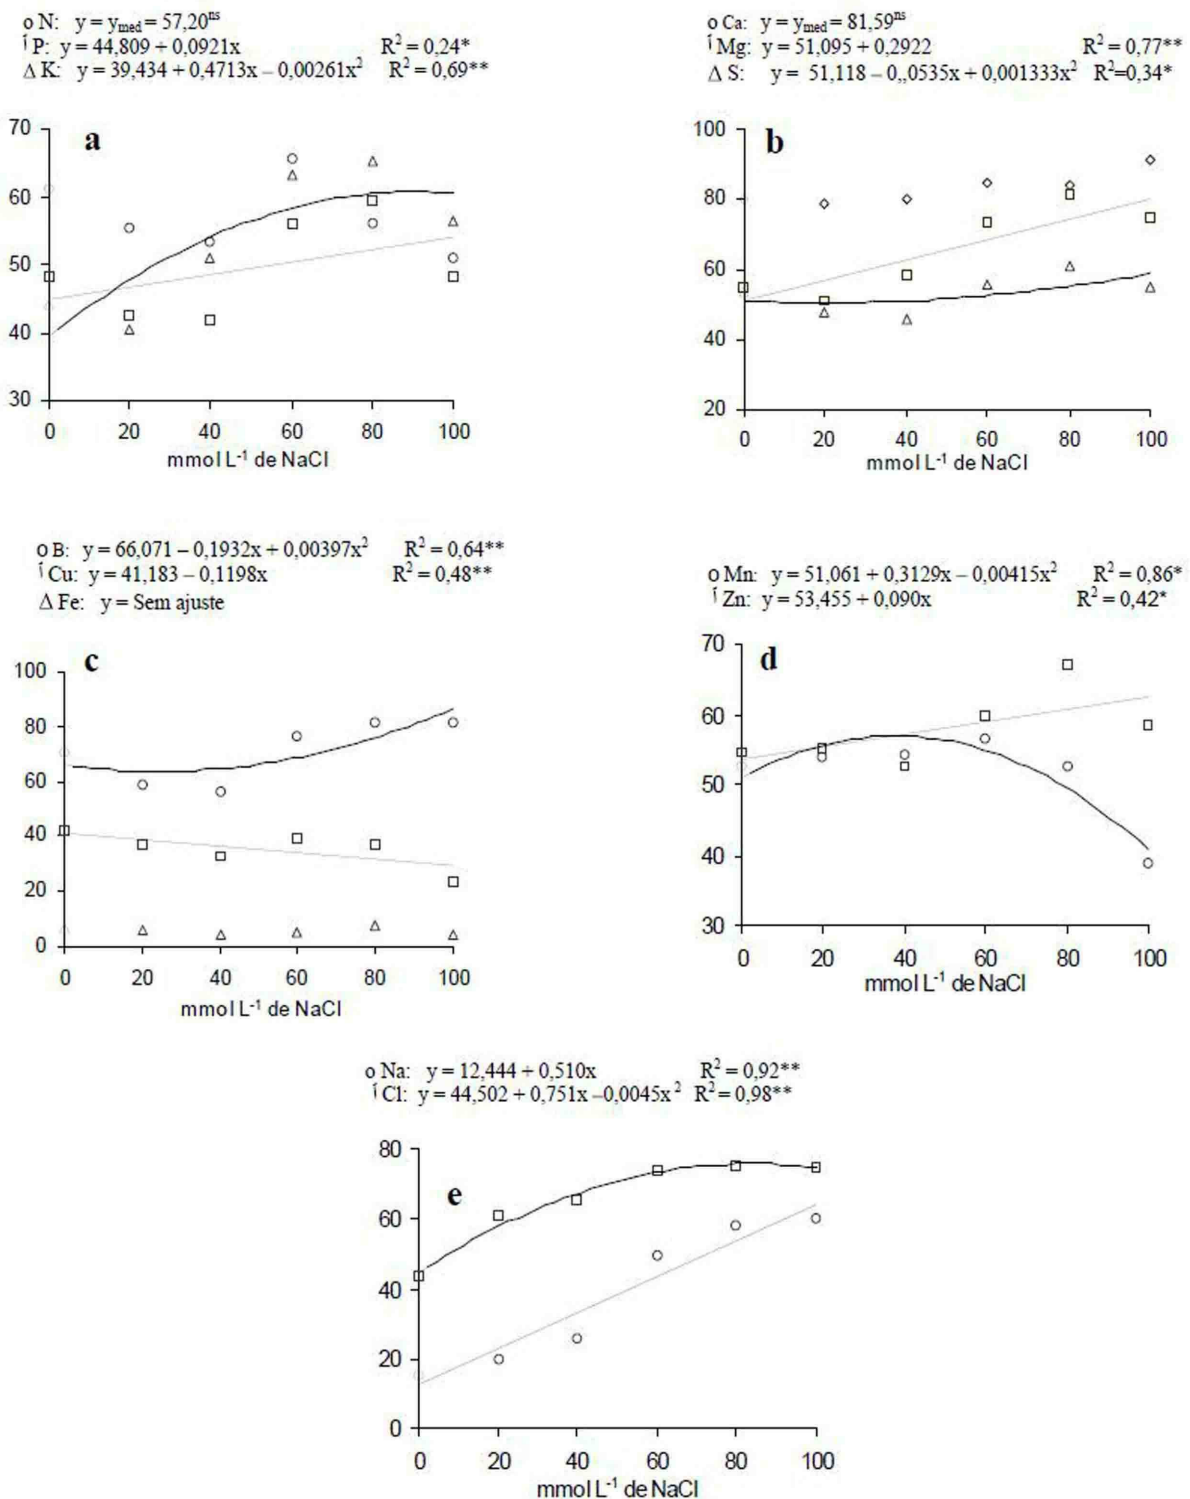 o N: y = y_med = 57,20^ns
ſ P: y = 44,809 + 0,0921x R² = 0,24*
Δ K: y = 39,434 + 0,4713x – 0,00261x² R² = 0,69**
70
60
50
40
30
a
0 20 40 60 80 100
mmol L⁻¹ de NaCl
o Ca: y = y_med = 81,59^ns
ſ Mg: y = 51,095 + 0,2922 R² = 0,77**
Δ S: y = 51,118 – 0,,0535x + 0,001333x² R²=0,34*
100
80
60
40
20
b
0 20 40 60 80 100
mmol L⁻¹ de NaCl
o B: y = 66,071 – 0,1932x + 0,00397x² R² = 0,64**
ſ Cu: y = 41,183 – 0,1198x R² = 0,48**
Δ Fe: y = Sem ajuste
100
80
60
40
20
0
c
0 20 40 60 80 100
mmol L⁻¹ de NaCl
o Mn: y = 51,061 + 0,3129x – 0,00415x² R² = 0,86*
ſ Zn: y = 53,455 + 0,090x R² = 0,42*
70
60
50
40
30
d
0 20 40 60 80 100
mmol L⁻¹ de NaCl
o Na: y = 12,444 + 0,510x R² = 0,92**
ſ Cl: y = 44,502 + 0,751x –0,0045x² R² = 0,98**
80
60
40
20
0
e
0 20 40 60 80 100
mmol L⁻¹ de NaCl